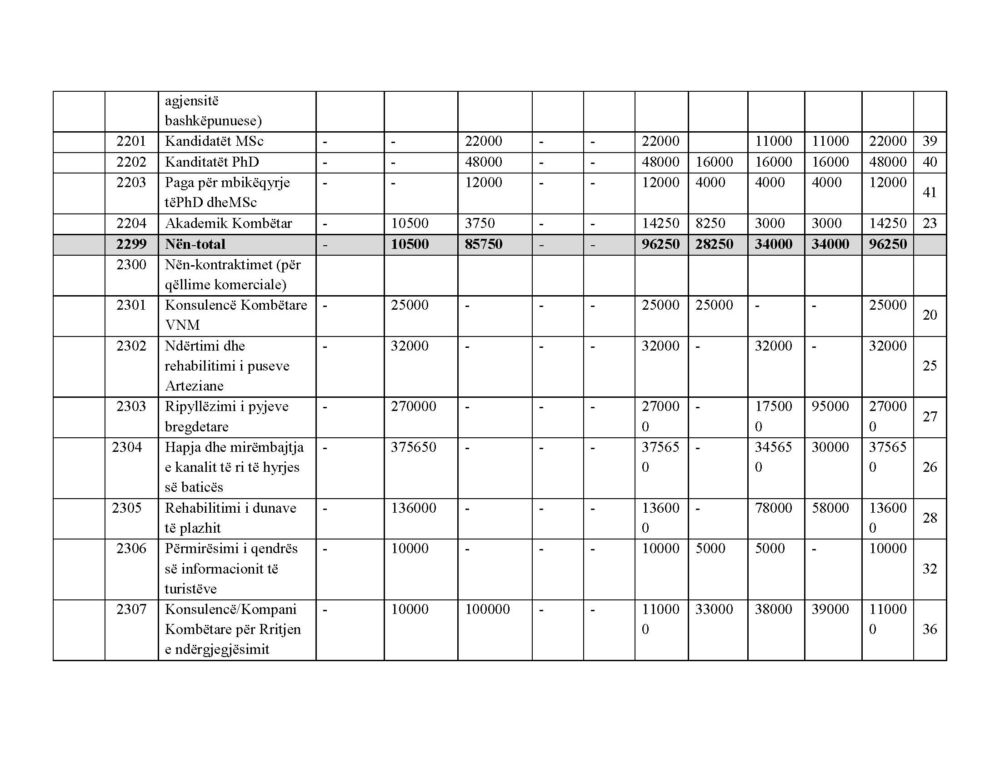 agjensitë
bashkëpunuese)
2201 Kandidatët MSc - - 22000 - - 22000 11000 11000 22000 39
2202 Kanditatët PhD - - 48000 - - 48000 16000 16000 16000 48000 40
2203 Paga për mbikëqyrje - - 12000 - - 12000 4000 4000 4000 12000 41
tëPhD dheMSc
2204 Akademik Kombëtar - 10500 3750 - - 14250 8250 3000 3000 14250 23
2299 Nën-total - 10500 85750 - - 96250 28250 34000 34000 96250
2300 Nën-kontraktimet (për
qëllime komerciale)
2301 Konsulencë Kombëtare - 25000 - - - 25000 25000 - - 25000 20
VNM
2302 Ndërtimi dhe - 32000 - - - 32000 - 32000 - 32000
rehabilitimi i puseve 25
Arteziane
2303 Ripyllëzimi i pyjeve - 270000 - - - 27000 - 17500 95000 27000 27
bregdetare 0 0 0
2304 Hapja dhe mirëmbajtja - 375650 - - - 37565 - 34565 30000 37565
e kanalit të ri të hyrjes 0 0 0 26
së baticës
2305 Rehabilitimi i dunave - 136000 - - - 13600 - 78000 58000 13600 28
të plazhit 0 0
2306 Përmirësimi i qendrës - 10000 - - - 10000 5000 5000 - 10000
së informacionit të 32
turistëve
2307 Konsulencë/Kompani - 10000 100000 - - 11000 33000 38000 39000 11000
Kombëtare për Rritjen 0 0 36
e ndërgjegjësimit